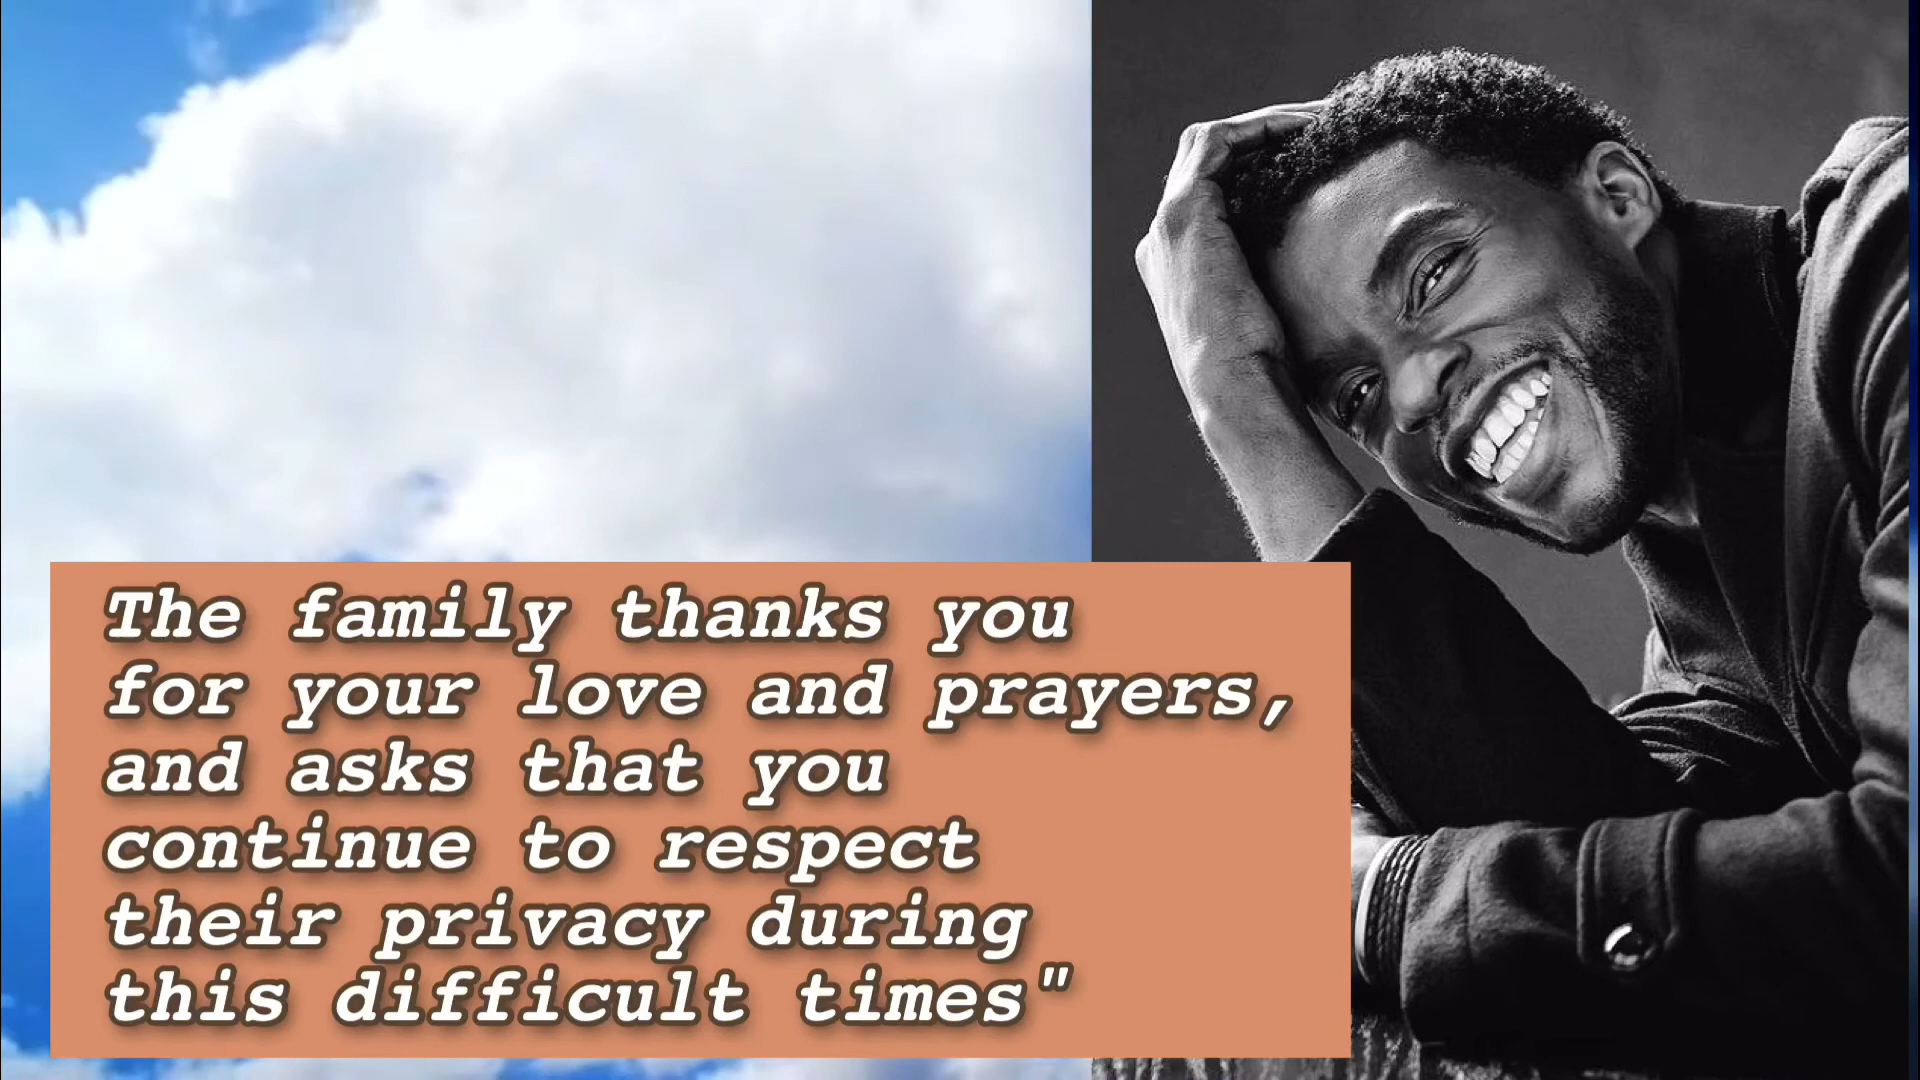 The family thanks you
for your love and prayers,
and asks that you
continue to respect
their privacy during
this difficult times"